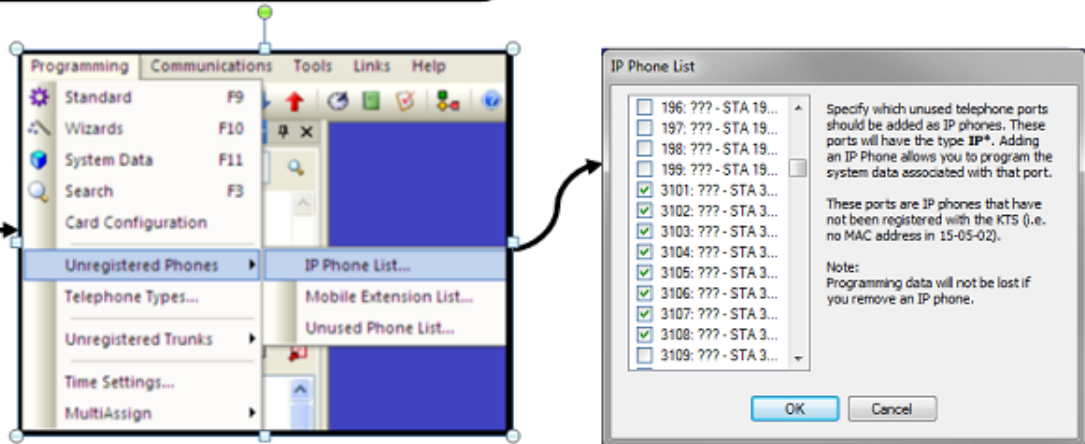 Programming Communications Tools Links Help
Standard F9
Wizards F10
System Data F11
Search F3
Card Configuration
Unregistered Phones
IP Phone List...
Telephone Types...
Mobile Extension List...
Unused Phone List...
Unregistered Trunks
Time Settings...
MultiAssign
IP Phone List
196: ??? - STA 19...
197: ??? - STA 19...
198: ??? - STA 19...
199: ??? - STA 19...
3101: ??? - STA 3...
3102: ??? - STA 3...
3103: ??? - STA 3...
3104: ??? - STA 3...
3105: ??? - STA 3...
3106: ??? - STA 3...
3107: ??? - STA 3...
3108: ??? - STA 3...
3109: ??? - STA 3...
Specify which unused telephone ports
should be added as IP phones. These
ports will have the type IP*. Adding
an IP Phone allows you to program the
system data associated with that port.
These ports are IP phones that have
not been registered with the KTS (i.e.
no MAC address in 15-05-02).
Note:
Programming data will not be lost if
you remove an IP phone.
OK Cancel